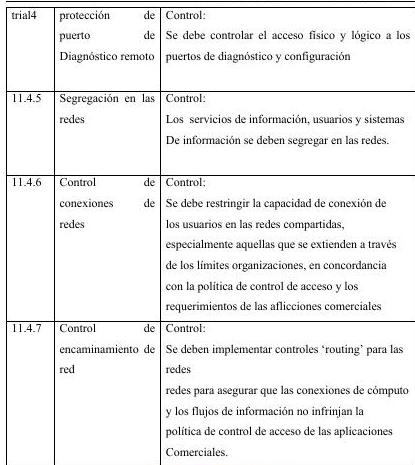 trial4 protección de Control:
puerto de Se debe controlar el acceso físico y lógico a los
Diagnóstico remoto puertos de diagnóstico y configuración
11.4.5 Segregación en las Control:
redes Los servicios de información, usuarios y sistemas
De información se deben segregar en las redes.
11.4.6 Control de Control:
conexiones de Se debe restringir la capacidad de conexión de
redes los usuarios en las redes compartidas,
especialmente aquellas que se extienden a través
de los límites organizaciones, en concordancia
con la política de control de acceso y los
requerimientos de las aflicciones comerciales
11.4.7 Control de Control:
encaminamiento de Se deben implementar controles ‘routing’ para las
red redes
redes para asegurar que las conexiones de cómputo
y los flujos de información no infrinjan la
política de control de acceso de las aplicaciones
Comerciales.